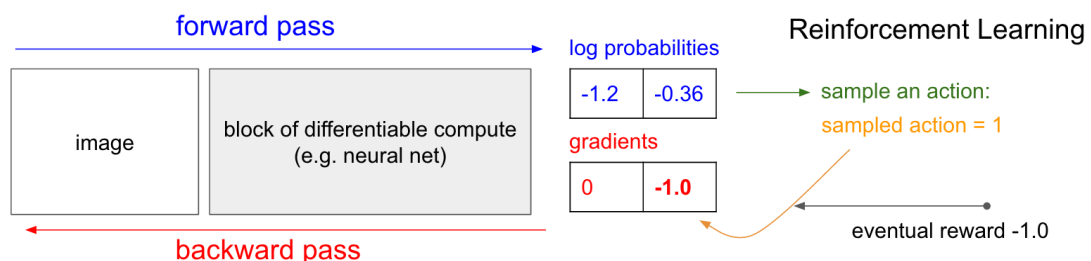 forward pass
Reinforcement Learning
log probabilities
-1.2 -0.36
sample an action:
sampled action = 1
image
block of differentiable compute
(e.g. neural net)
gradients
0 -1.0
eventual reward -1.0
backward pass